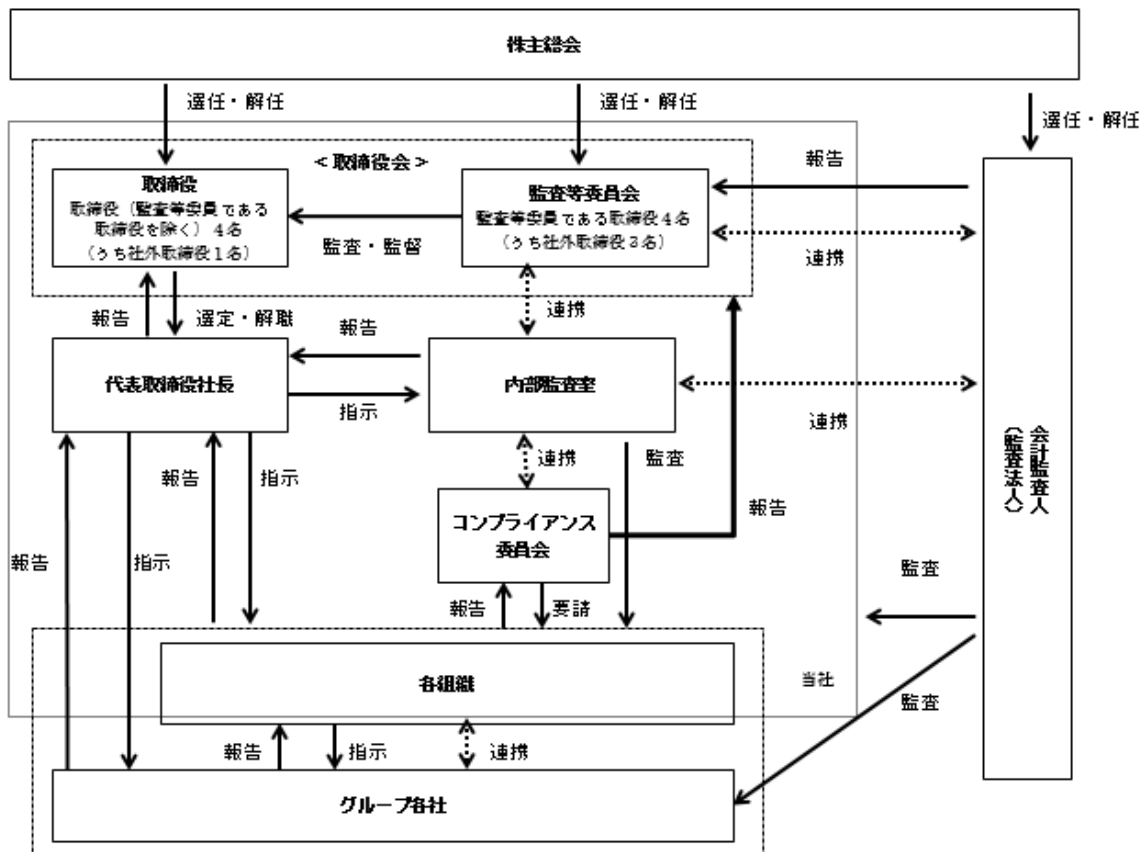 株主総会
選任・解任
選任・解任
選任・解任
＜取締役会＞
報告
取締役
取締役（監査等委員である
取締役を除く）４名
（うち社外取締役１名）
監査・監督
監査等委員会
監査等委員である取締役４名
（うち社外取締役３名）
連携
報告
選定・解職
連携
報告
代表取締役社長
指示
内部監査室
連携
会計監査人
（監査法人）
報告
指示
連携
監査
報告
コンプライアンス
委員会
報告
指示
報告
要請
監査
各組織
当社
監査
報告
指示
連携
グループ各社